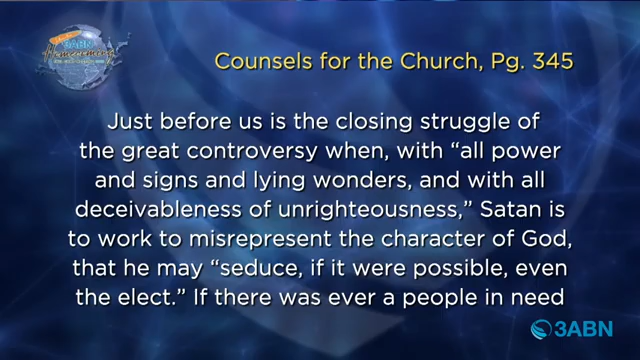 3ABN
Homecoming
Counsels for the Church, Pg. 345
Just before us is the closing struggle of
the great controversy when, with “all power
and signs and lying wonders, and with all
deceivableness of unrighteousness,” Satan is
to work to misrepresent the character of God,
that he may “seduce, if it were possible, even
the elect.” If there was ever a people in need
3ABN